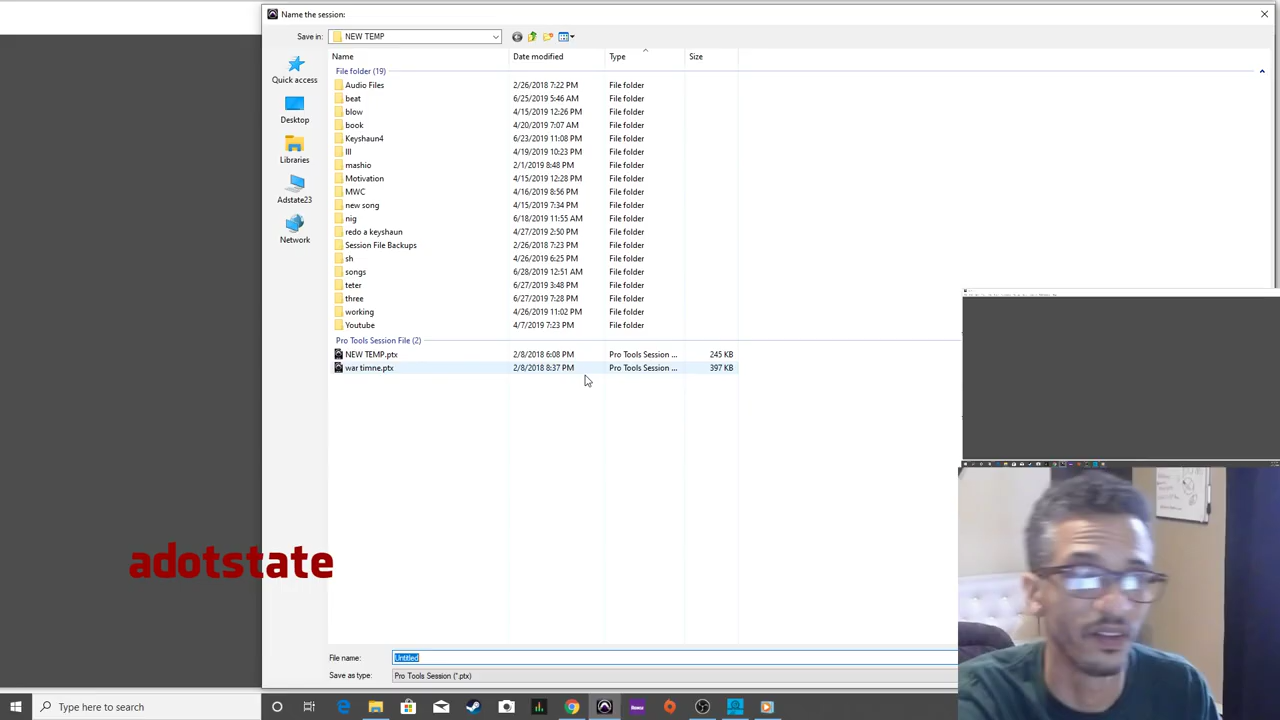 Name the session:
Save in: NEW TEMP
Name Date modified Type Size
Quick access
Desktop
Libraries
Adstate23
Network
File folder (19)
Audio Files 2/26/2018 7:22 PM File folder
beat 6/25/2019 5:46 AM File folder
blow 4/15/2019 12:26 PM File folder
book 4/20/2019 7:07 AM File folder
Keyshaun4 6/23/2019 11:08 PM File folder
lll 4/19/2019 10:23 PM File folder
mashio 2/1/2019 8:48 PM File folder
Motivation 4/15/2019 12:28 PM File folder
MWC 4/16/2019 8:56 PM File folder
new song 4/15/2019 7:34 PM File folder
nig 6/18/2019 11:55 AM File folder
redo a keyshaun 4/27/2019 2:50 PM File folder
Session File Backups 2/26/2018 7:23 PM File folder
sh 4/26/2019 6:25 PM File folder
songs 6/28/2019 12:51 AM File folder
teter 6/27/2019 3:48 PM File folder
three 6/27/2019 7:28 PM File folder
working 4/26/2019 11:02 PM File folder
Youtube 4/7/2019 7:23 PM File folder
Pro Tools Session File (2)
NEW TEMP.ptx 2/8/2018 6:08 PM Pro Tools Session ... 245 KB
war timne.ptx 2/8/2018 8:37 PM Pro Tools Session ... 397 KB
adotstate
File name: Untitled
Save as type: Pro Tools Session (*.ptx)
Type here to search
Roku